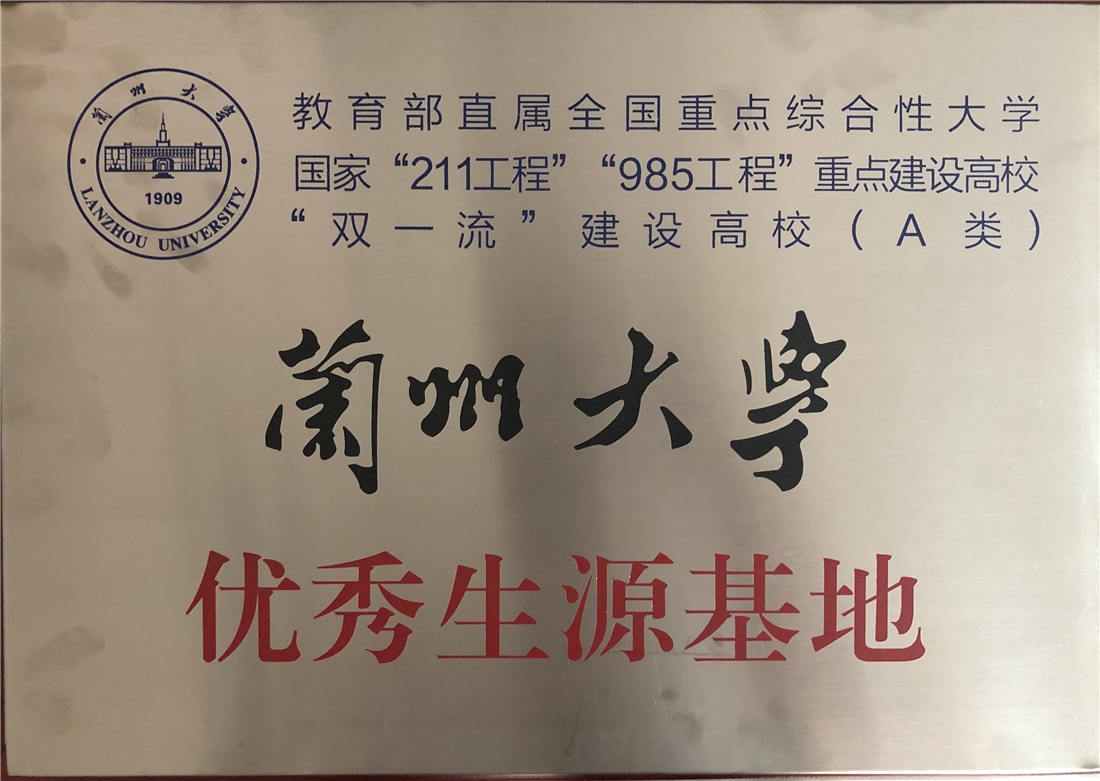 蘭州大學
1909
LANZHOU UNIVERSITY
教育部直属全国重点综合性大学
国家“211工程”“985工程”重点建设高校
“双一流”建设高校(A类)
蘭州大學
优秀生源基地